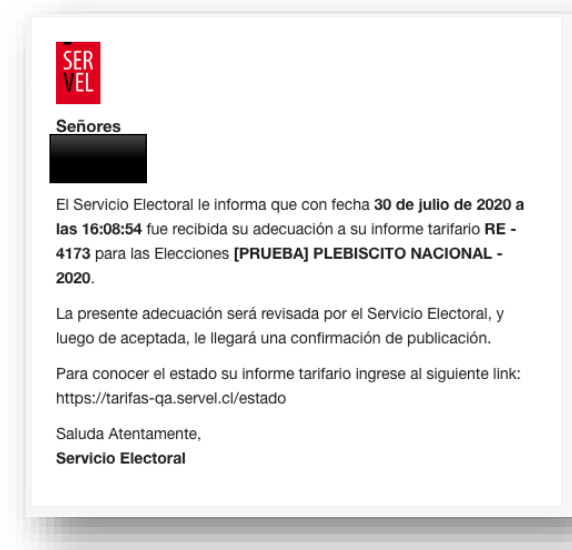 SER
VEL
Señores
El Servicio Electoral le informa que con fecha 30 de julio de 2020 a
las 16:08:54 fue recibida su adecuación a su informe tarifario RE -
4173 para las Elecciones [PRUEBA] PLEBISCITO NACIONAL -
2020.
La presente adecuación será revisada por el Servicio Electoral, y
luego de aceptada, le llegará una confirmación de publicación.
Para conocer el estado su informe tarifario ingrese al siguiente link:
https://tarifas-qa.servel.cl/estado
Saluda Atentamente,
Servicio Electoral